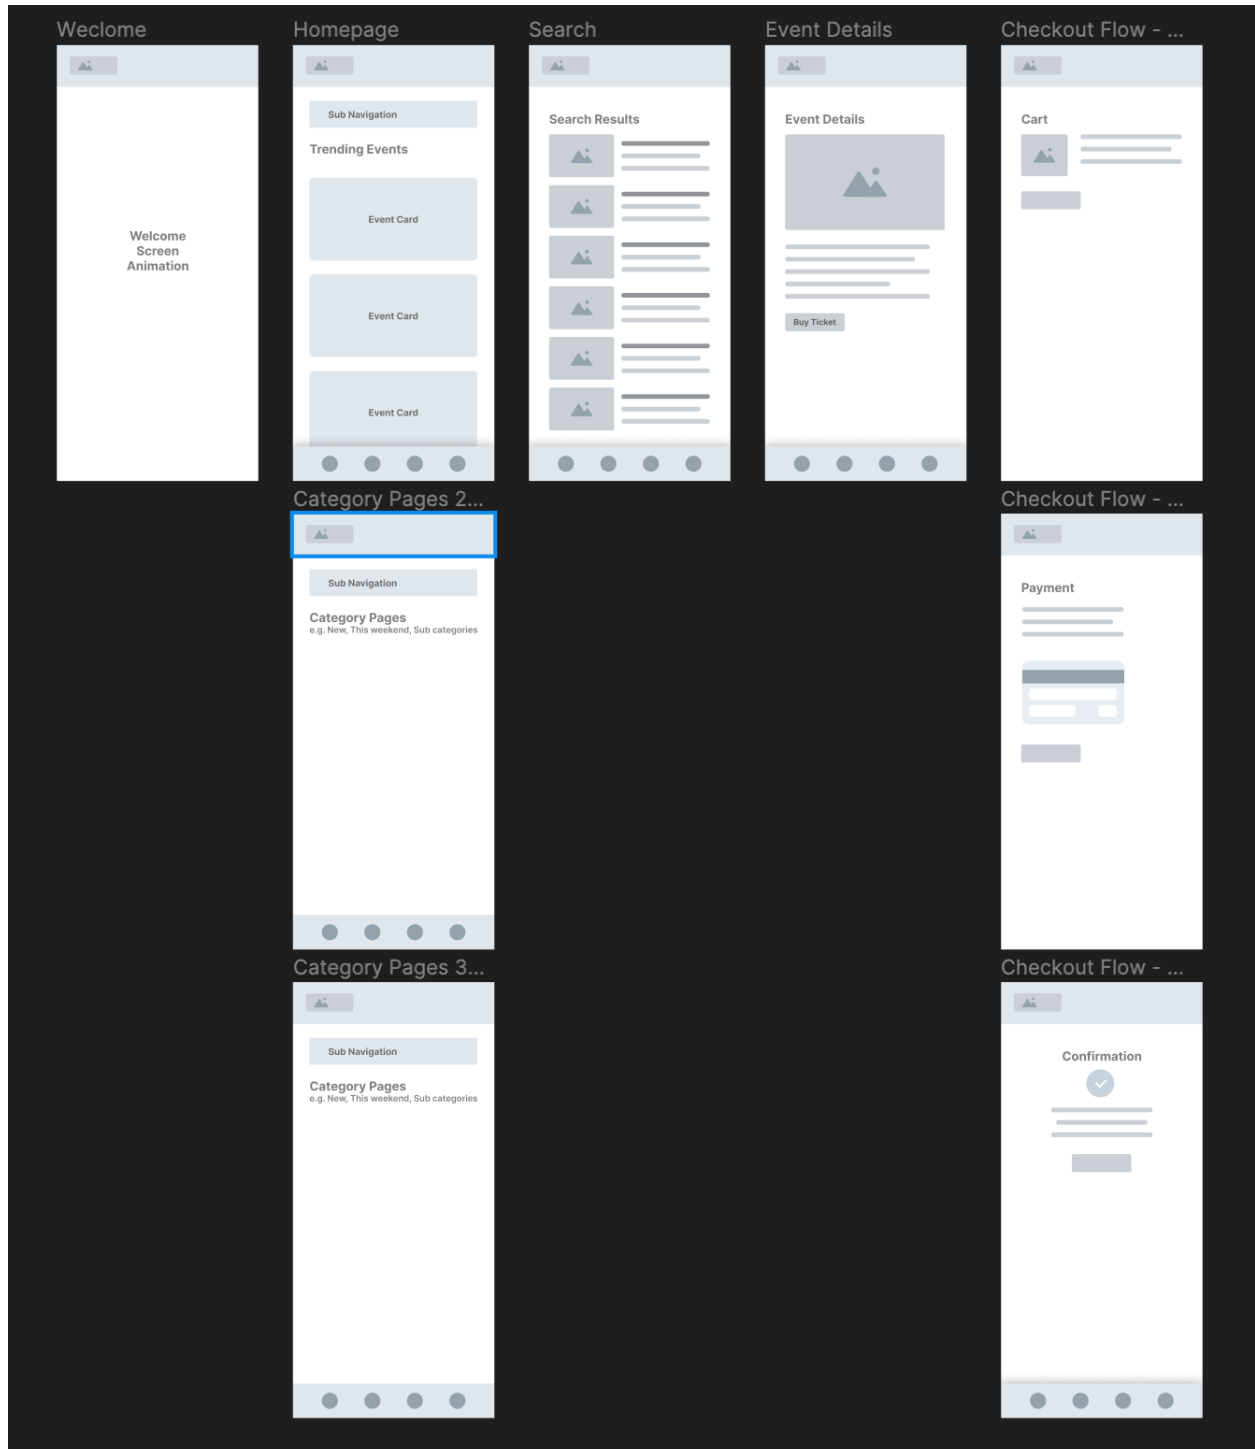 Weclome
Homepage
Search
Event Details
Checkout Flow - ...
Welcome
Screen
Animation
Sub Navigation
Trending Events
Event Card
Event Card
Event Card
Search Results
Event Details
Buy Ticket
Cart
Category Pages 2...
Checkout Flow - ...
Sub Navigation
Category Pages
e.g. New, This weekend, Sub categories
Payment
Category Pages 3...
Checkout Flow - ...
Sub Navigation
Category Pages
e.g. New, This weekend, Sub categories
Confirmation